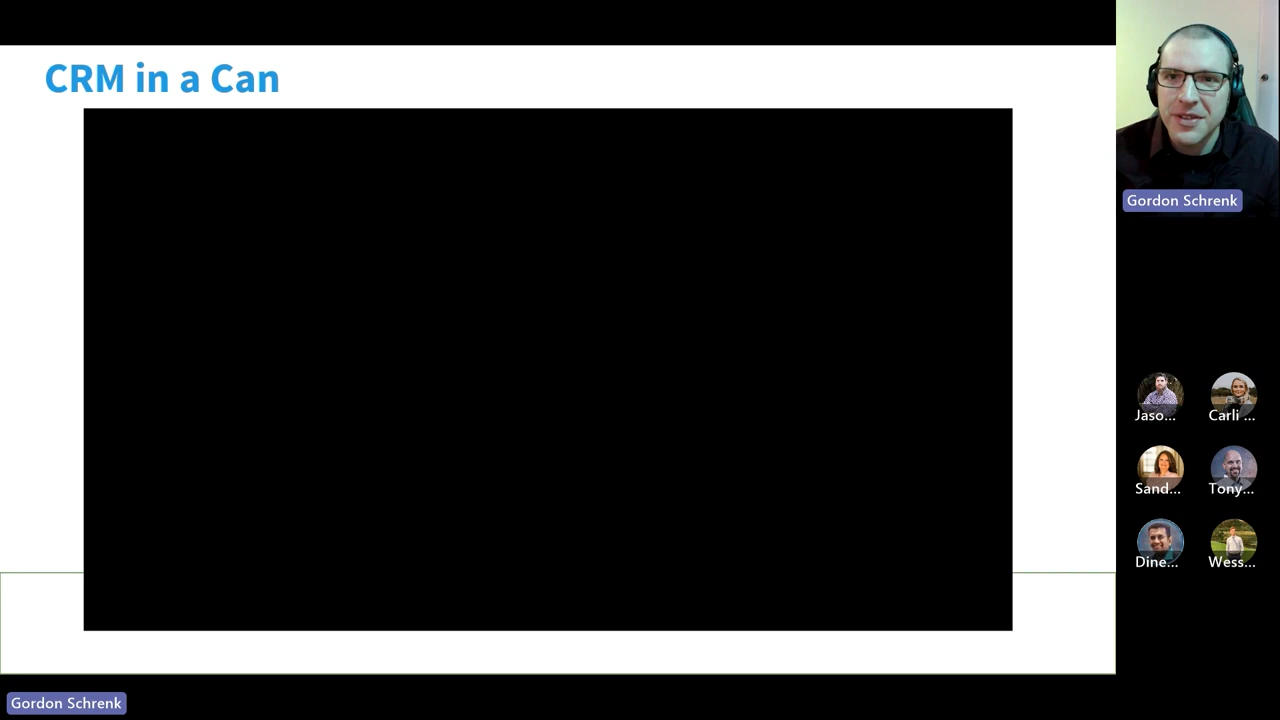 CRM in a Can
Gordon Schrenk
Jaso...
Carli ...
Sand...
Tony...
Dine...
Wess...
Gordon Schrenk